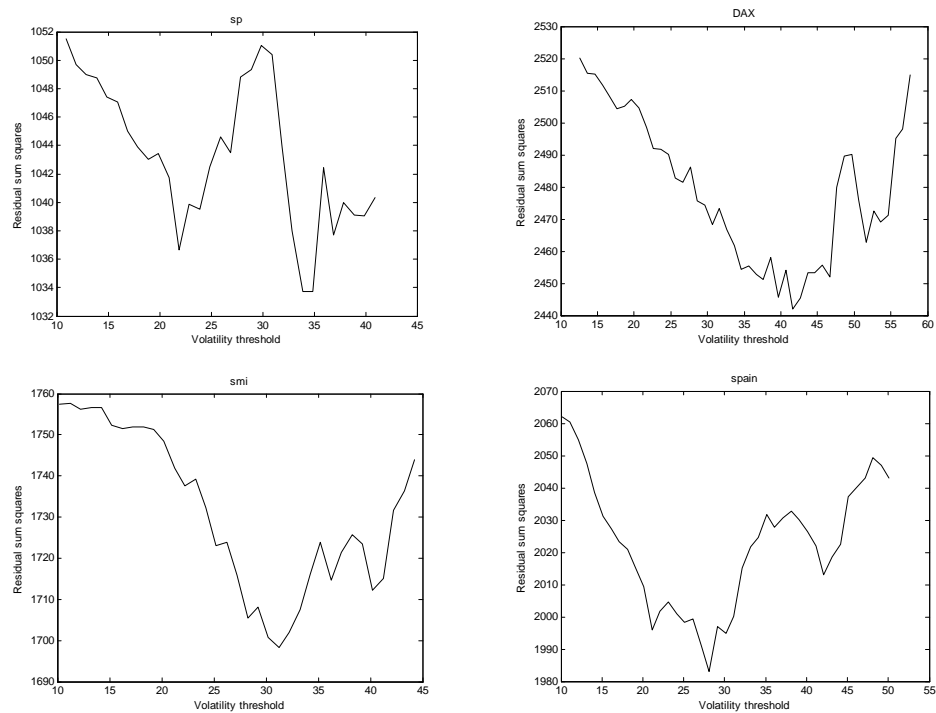 sp
1052
1048
1044
1040
1036
1032
10 15 20 25 30 35 40 45
Residual sum squares
Volatility threshold
DAX
2530
2520
2510
2500
2490
2480
2470
2460
2450
2440
10 15 20 25 30 35 40 45 50 55 60
Residual sum squares
Volatility threshold
smi
1760
1750
1740
1730
1720
1710
1700
1690
10 15 20 25 30 35 40 45
Residual sum squares
Volatility threshold
spain
2070
2060
2050
2040
2030
2020
2010
2000
1990
1980
10 15 20 25 30 35 40 45 50 55
Residual sum squares
Volatility threshold